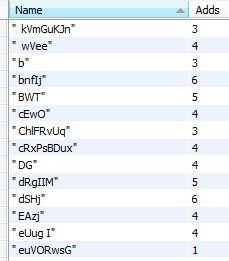 Name Adds
" kVmGuKJn" 3
" wVee" 4
"b" 3
"bnfIj" 6
"BWT" 5
"cEwO" 4
"ChlFRvUq" 3
"cRxPsBDux" 4
"DG" 4
"dRgIIM" 5
"dSHj" 6
"EAzj" 4
"eUug I" 4
"euVORwsG" 1